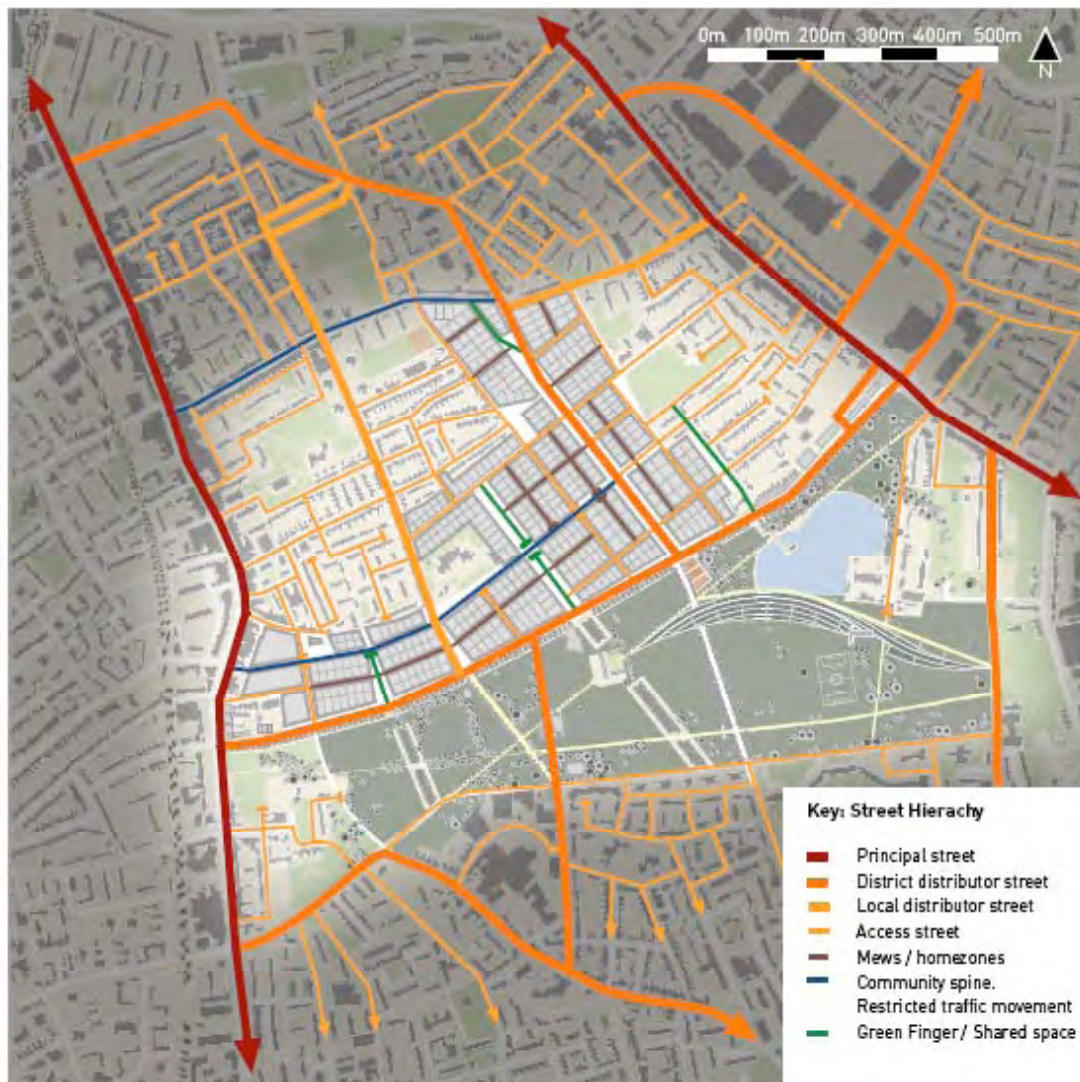 0m 100m 200m 300m 400m 500m
N
Key: Street Hierachy
Principal street
District distributor street
Local distributor street
Access street
Mews / homezones
Community spine.
Restricted traffic movement
Green Finger / Shared space